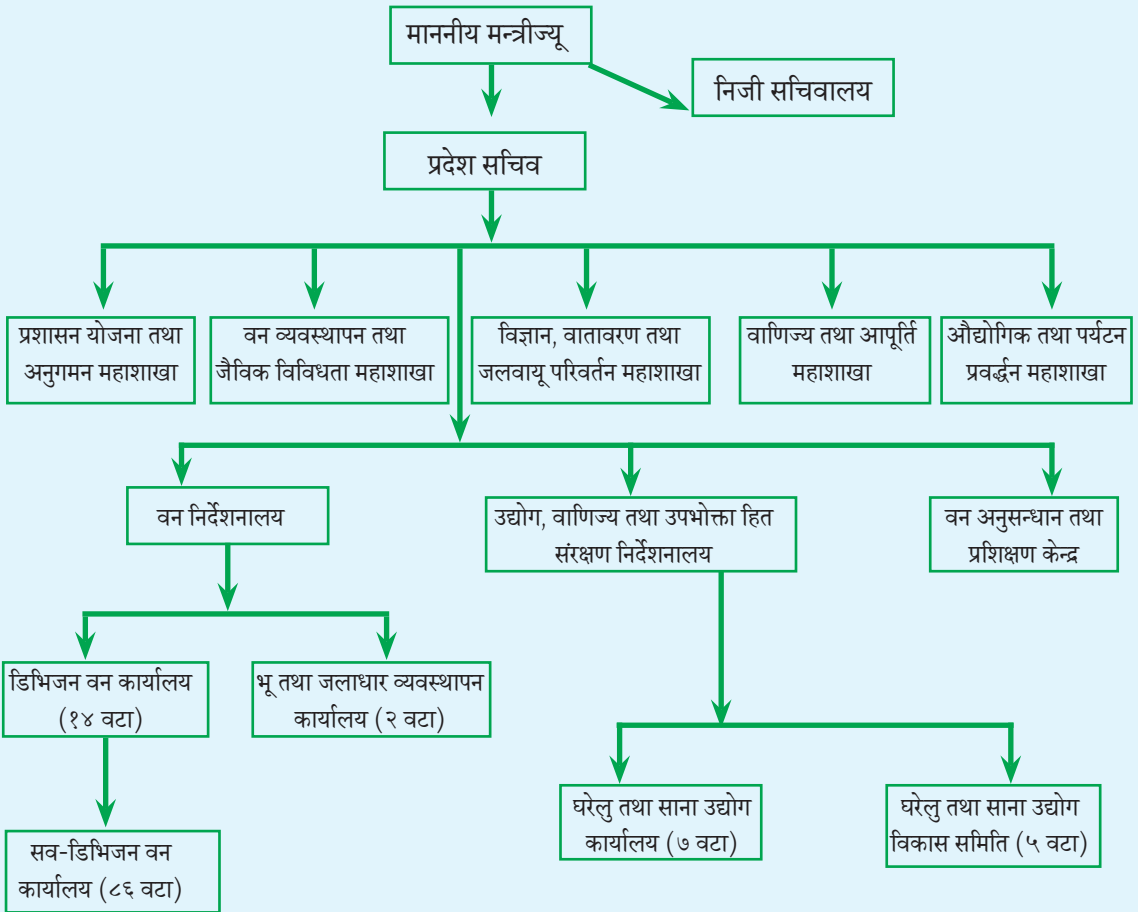 माननीय मन्त्रीज्यू
निजी सचिवालय
प्रदेश सचिव
प्रशासन योजना तथा
अनुगमन महाशाखा
वन व्यवस्थापन तथा
जैविक विविधता महाशाखा
विज्ञान, वातावरण तथा
जलवायू परिवर्तन महाशाखा
वाणिज्य तथा आपूर्ति
महाशाखा
औद्योगिक तथा पर्यटन
प्रवर्द्धन महाशाखा
वन निर्देशनालय
उद्योग, वाणिज्य तथा उपभोक्ता हित
संरक्षण निर्देशनालय
वन अनुसन्धान तथा
प्रशिक्षण केन्द्र
डिभिजन वन कार्यालय
(१४ वटा)
भू तथा जलाधार व्यवस्थापन
कार्यालय (२ वटा)
घरेलु तथा साना उद्योग
कार्यालय (७ वटा)
घरेलु तथा साना उद्योग
विकास समिति (५ वटा)
सव-डिभिजन वन
कार्यालय (८६ वटा)